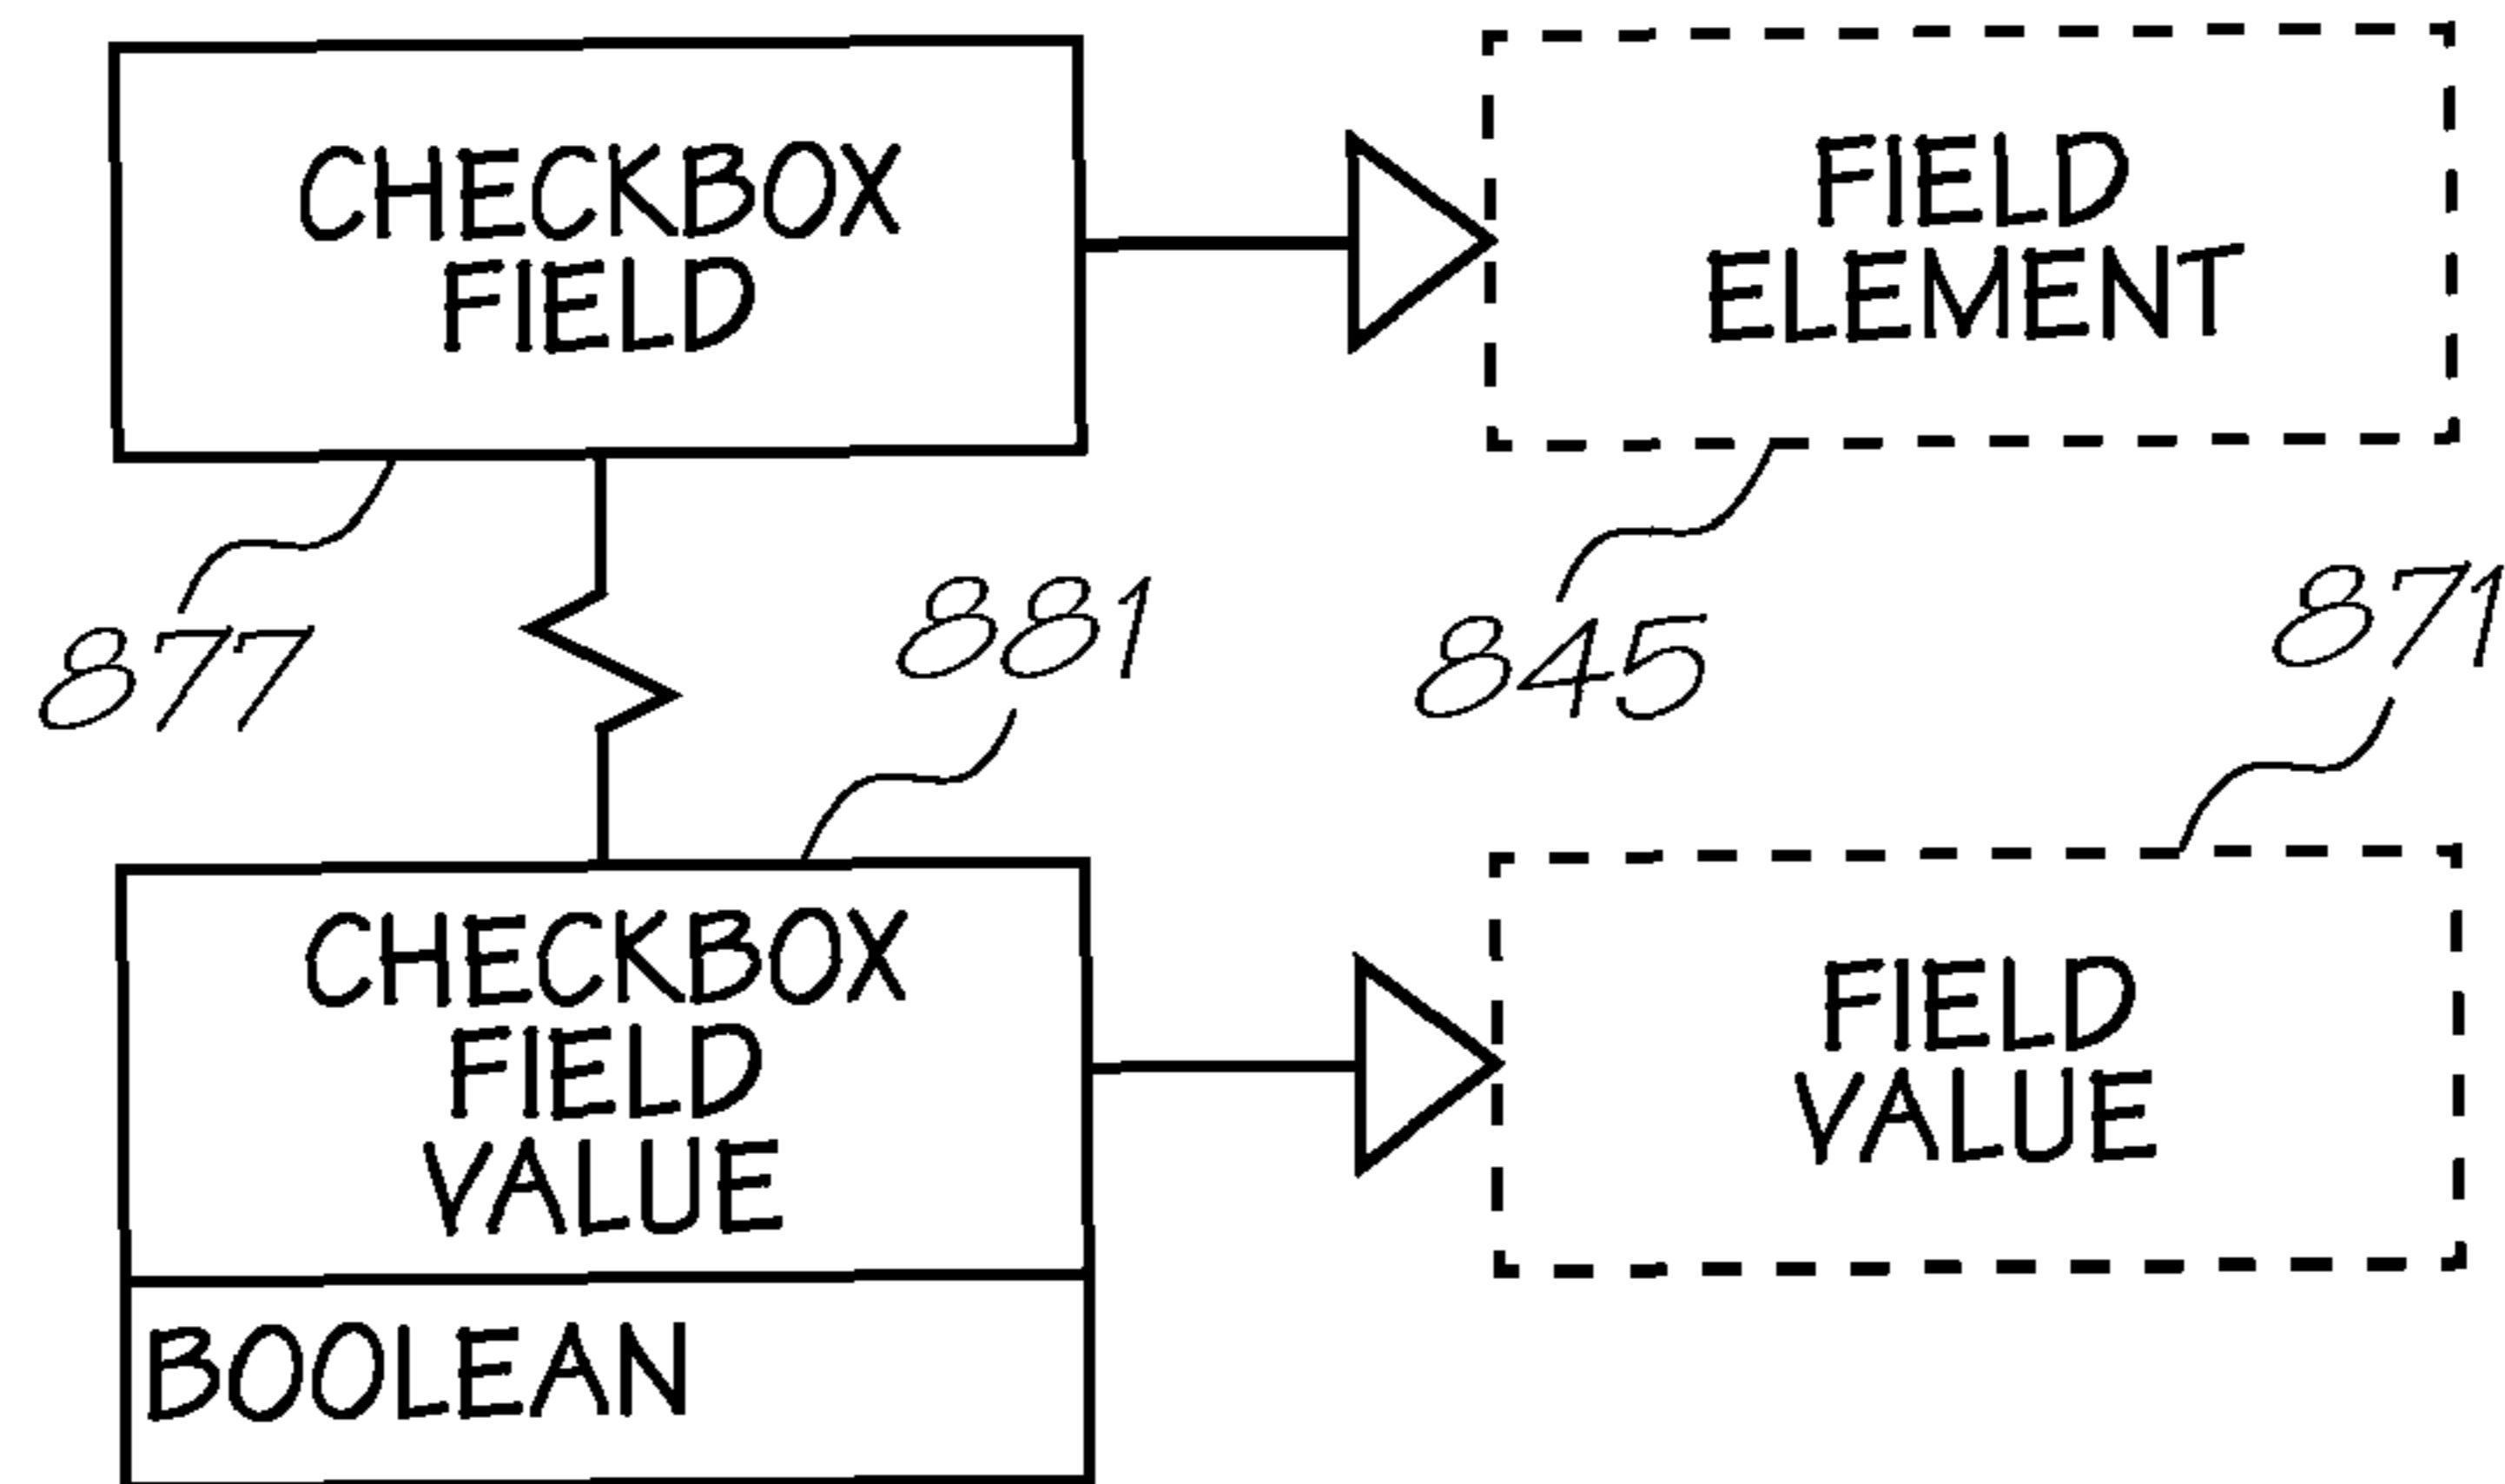 CHECKBOX
FIELD
FIELD
ELEMENT
877
881
845
871
CHECKBOX
FIELD
VALUE
BOOLEAN
FIELD
VALUE